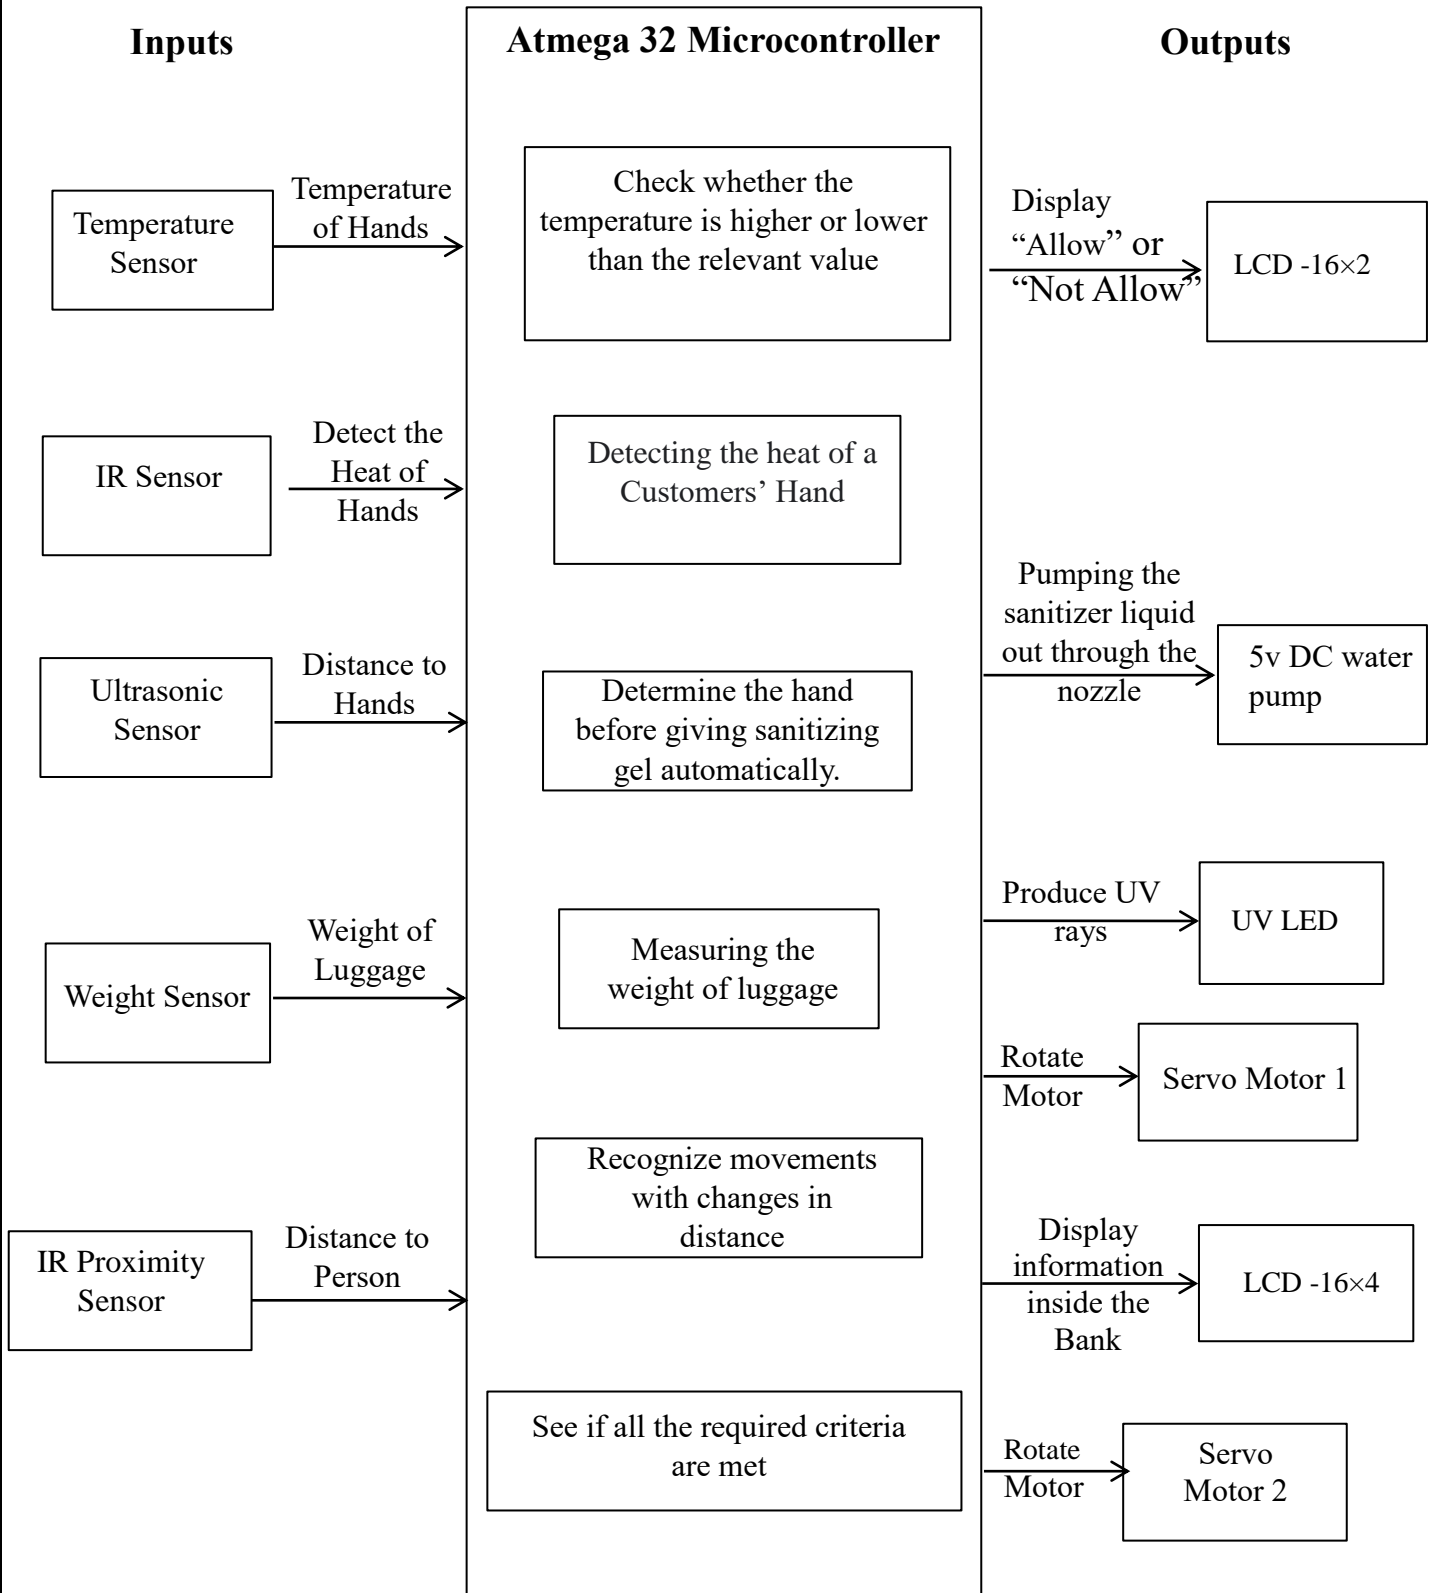 Inputs
Atmega 32 Microcontroller
Outputs
Temperature
Sensor
Temperature
of Hands
Check whether the
temperature is higher or lower
than the relevant value
Display
“Allow” or
“Not Allow”
LCD -16×2
IR Sensor
Detect the
Heat of
Hands
Detecting the heat of a
Customers’ Hand
Ultrasonic
Sensor
Distance to
Hands
Determine the hand
before giving sanitizing
gel automatically.
Pumping the
sanitizer liquid
out through the
nozzle
5v DC water
pump
Weight Sensor
Weight of
Luggage
Measuring the
weight of luggage
Produce UV
rays
UV LED
Rotate
Motor
Servo Motor 1
IR Proximity
Sensor
Distance to
Person
Recognize movements
with changes in
distance
Display
information
inside the
Bank
LCD -16×4
See if all the required criteria
are met
Rotate
Motor
Servo
Motor 2